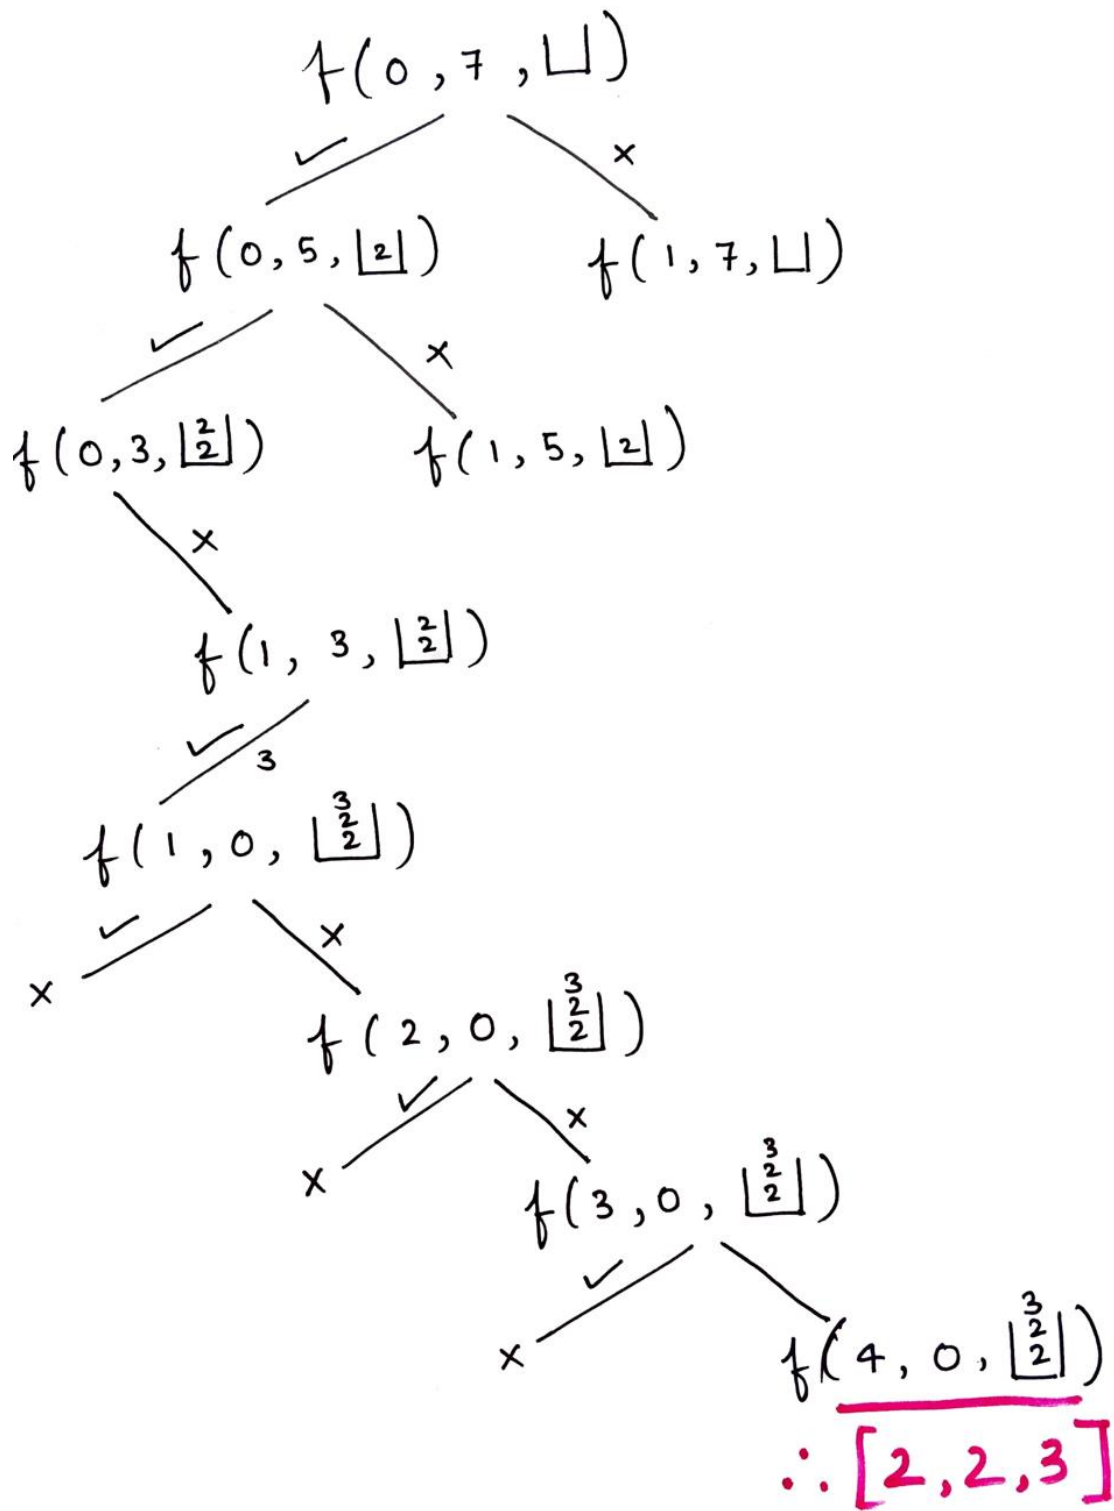 f(0,7,⌊⌋)
✓ x
f(0,5,⌊2⌋) f(1,7,⌊⌋)
✓ x
f(0,3,⌊2 2⌋) f(1,5,⌊2⌋)
x
f(1,3,⌊2 2⌋)
✓ 3
f(1,0,⌊3 2 2⌋)
✓ x
x
f(2,0,⌊3 2 2⌋)
✓ x
x
f(3,0,⌊3 2 2⌋)
✓
x
f(4,0,⌊3 2 2⌋)
∴ [2,2,3]